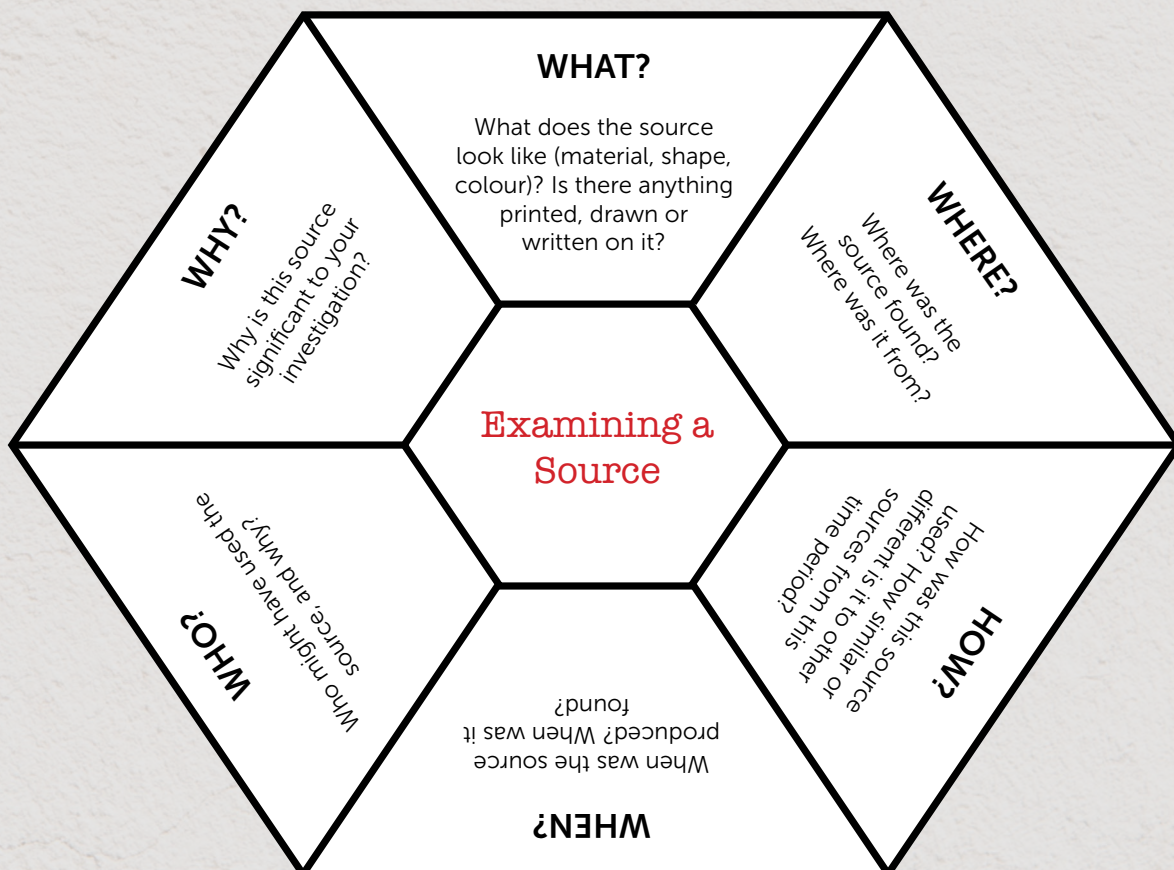 WHAT?
What does the source
look like (material, shape,
colour)? Is there anything
printed, drawn or
written on it?
WHERE?
Where was the
source found?
Where was it from?
HOW?
How was this source
used? How similar or
different is it to other
sources from this
time period?
WHEN?
When was the source
produced? When was it
found?
WHO?
Who might have used the
source, and why?
WHY?
Why is this source
significant to your
investigation?
Examining a
Source